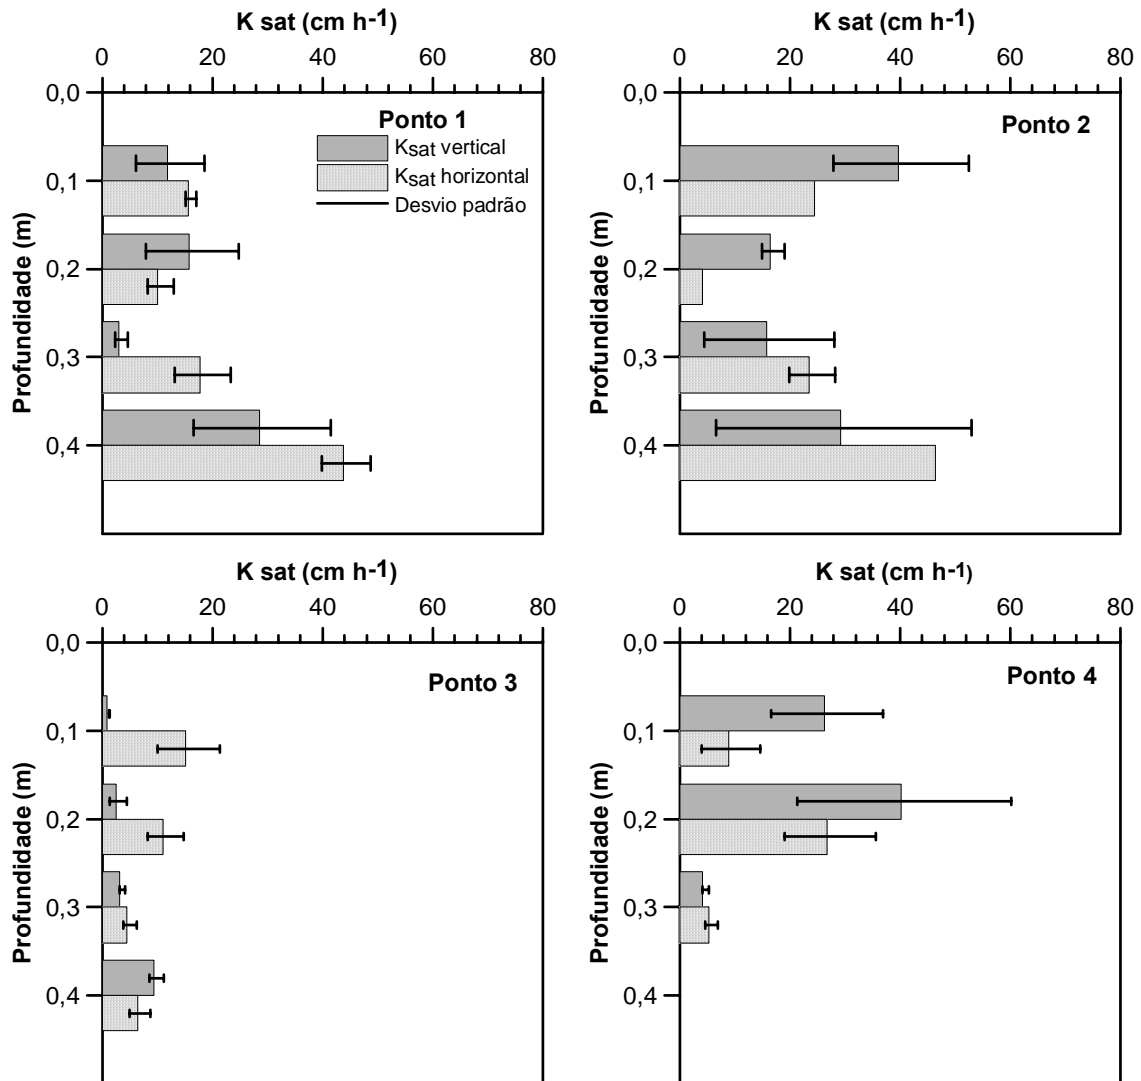 K sat (cm h-1)
0 20 40 60 80
Profundidade (m)
0,0
0,1
0,2
0,3
0,4
Ponto 1
Ksat vertical
Ksat horizontal
Desvio padrão
K sat (cm h-1)
0 20 40 60 80
Profundidade (m)
0,0
0,1
0,2
0,3
0,4
Ponto 2
K sat (cm h-1)
0 20 40 60 80
Profundidade (m)
0,0
0,1
0,2
0,3
0,4
Ponto 3
K sat (cm h-1)
0 20 40 60 80
Profundidade (m)
0,0
0,1
0,2
0,3
0,4
Ponto 4